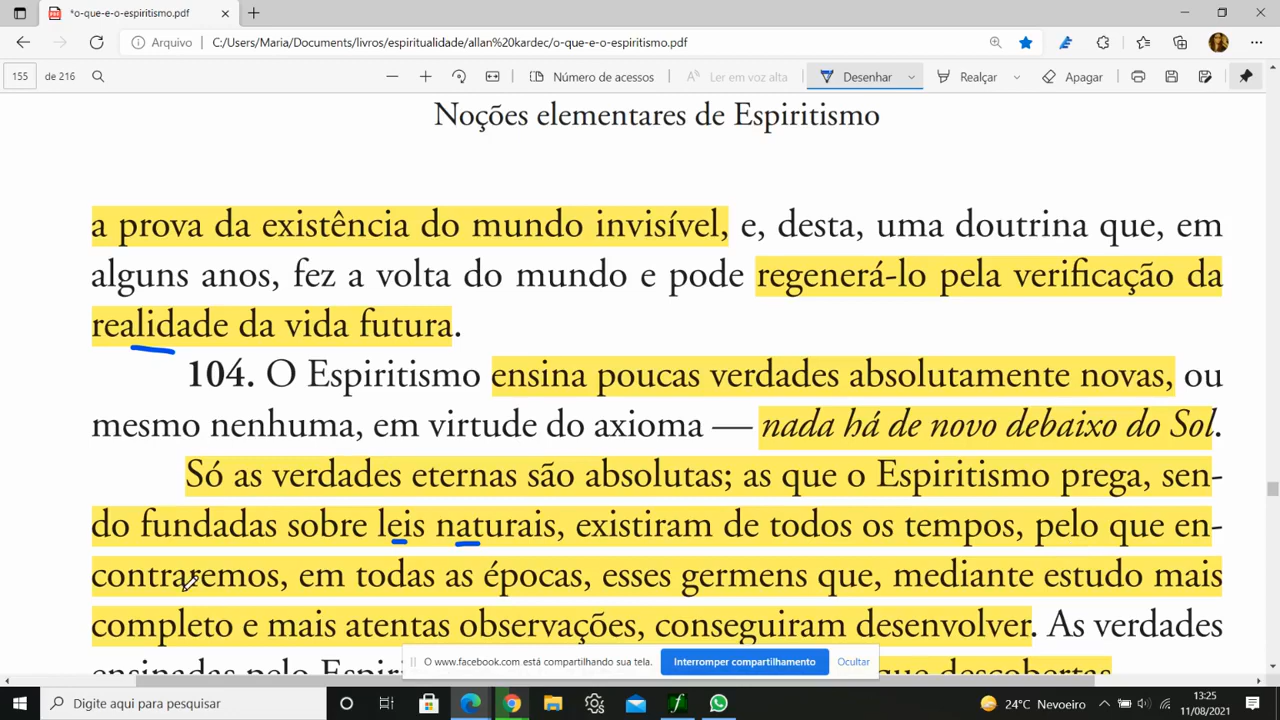 *o-que-e-o-espiritismo.pdf
Arquivo C:/Users/Maria/Documents/livros/espiritualidade/allan%20kardec/o-que-e-o-espiritismo.pdf
155 de 216 Número de acessos Ler em voz alta Desenhar Realçar Apagar
Noções elementares de Espiritismo
a prova da existência do mundo invisível, e, desta, uma doutrina que, em
alguns anos, fez a volta do mundo e pode regenerá-lo pela verificação da
realidade da vida futura.
104. O Espiritismo ensina poucas verdades absolutamente novas, ou
mesmo nenhuma, em virtude do axioma — nada há de novo debaixo do Sol.
Só as verdades eternas são absolutas; as que o Espiritismo prega, sen-
do fundadas sobre leis naturais, existiram de todos os tempos, pelo que en-
contraremos, em todas as épocas, esses germens que, mediante estudo mais
completo e mais atentas observações, conseguiram desenvolver. As verdades
ensinadas pelo Espiri
que descobertas
O www.facebook.com está compartilhando sua tela. Interromper compartilhamento Ocultar
Digite aqui para pesquisar
24°C Nevoeiro
13:25
11/08/2021